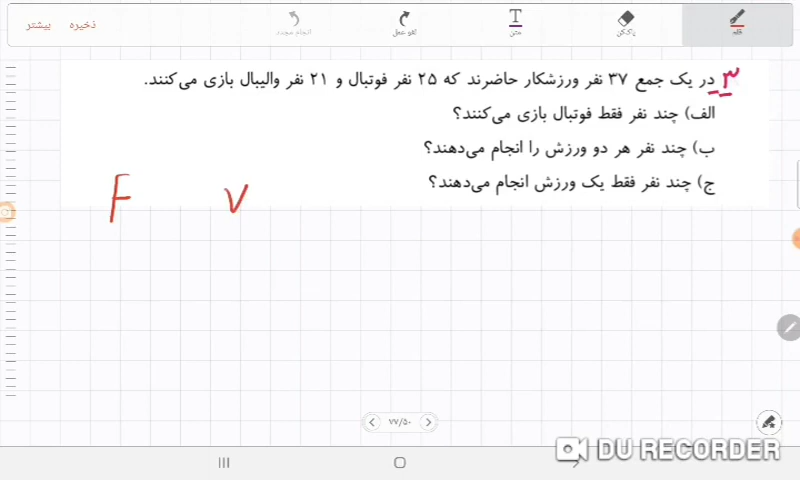 بیشتر ذخیره انجام مجدد لغو عمل متن پاک‌کن قلم
۳ در یک جمع ۳۷ نفر ورزشکار حاضرند که ۲۵ نفر فوتبال و ۲۱ نفر والیبال بازی می‌کنند.
الف) چند نفر فقط فوتبال بازی می‌کنند؟
ب) چند نفر هر دو ورزش را انجام می‌دهند؟
ج) چند نفر فقط یک ورزش انجام می‌دهند؟
F V
۷۷/۵۰
DU RECORDER